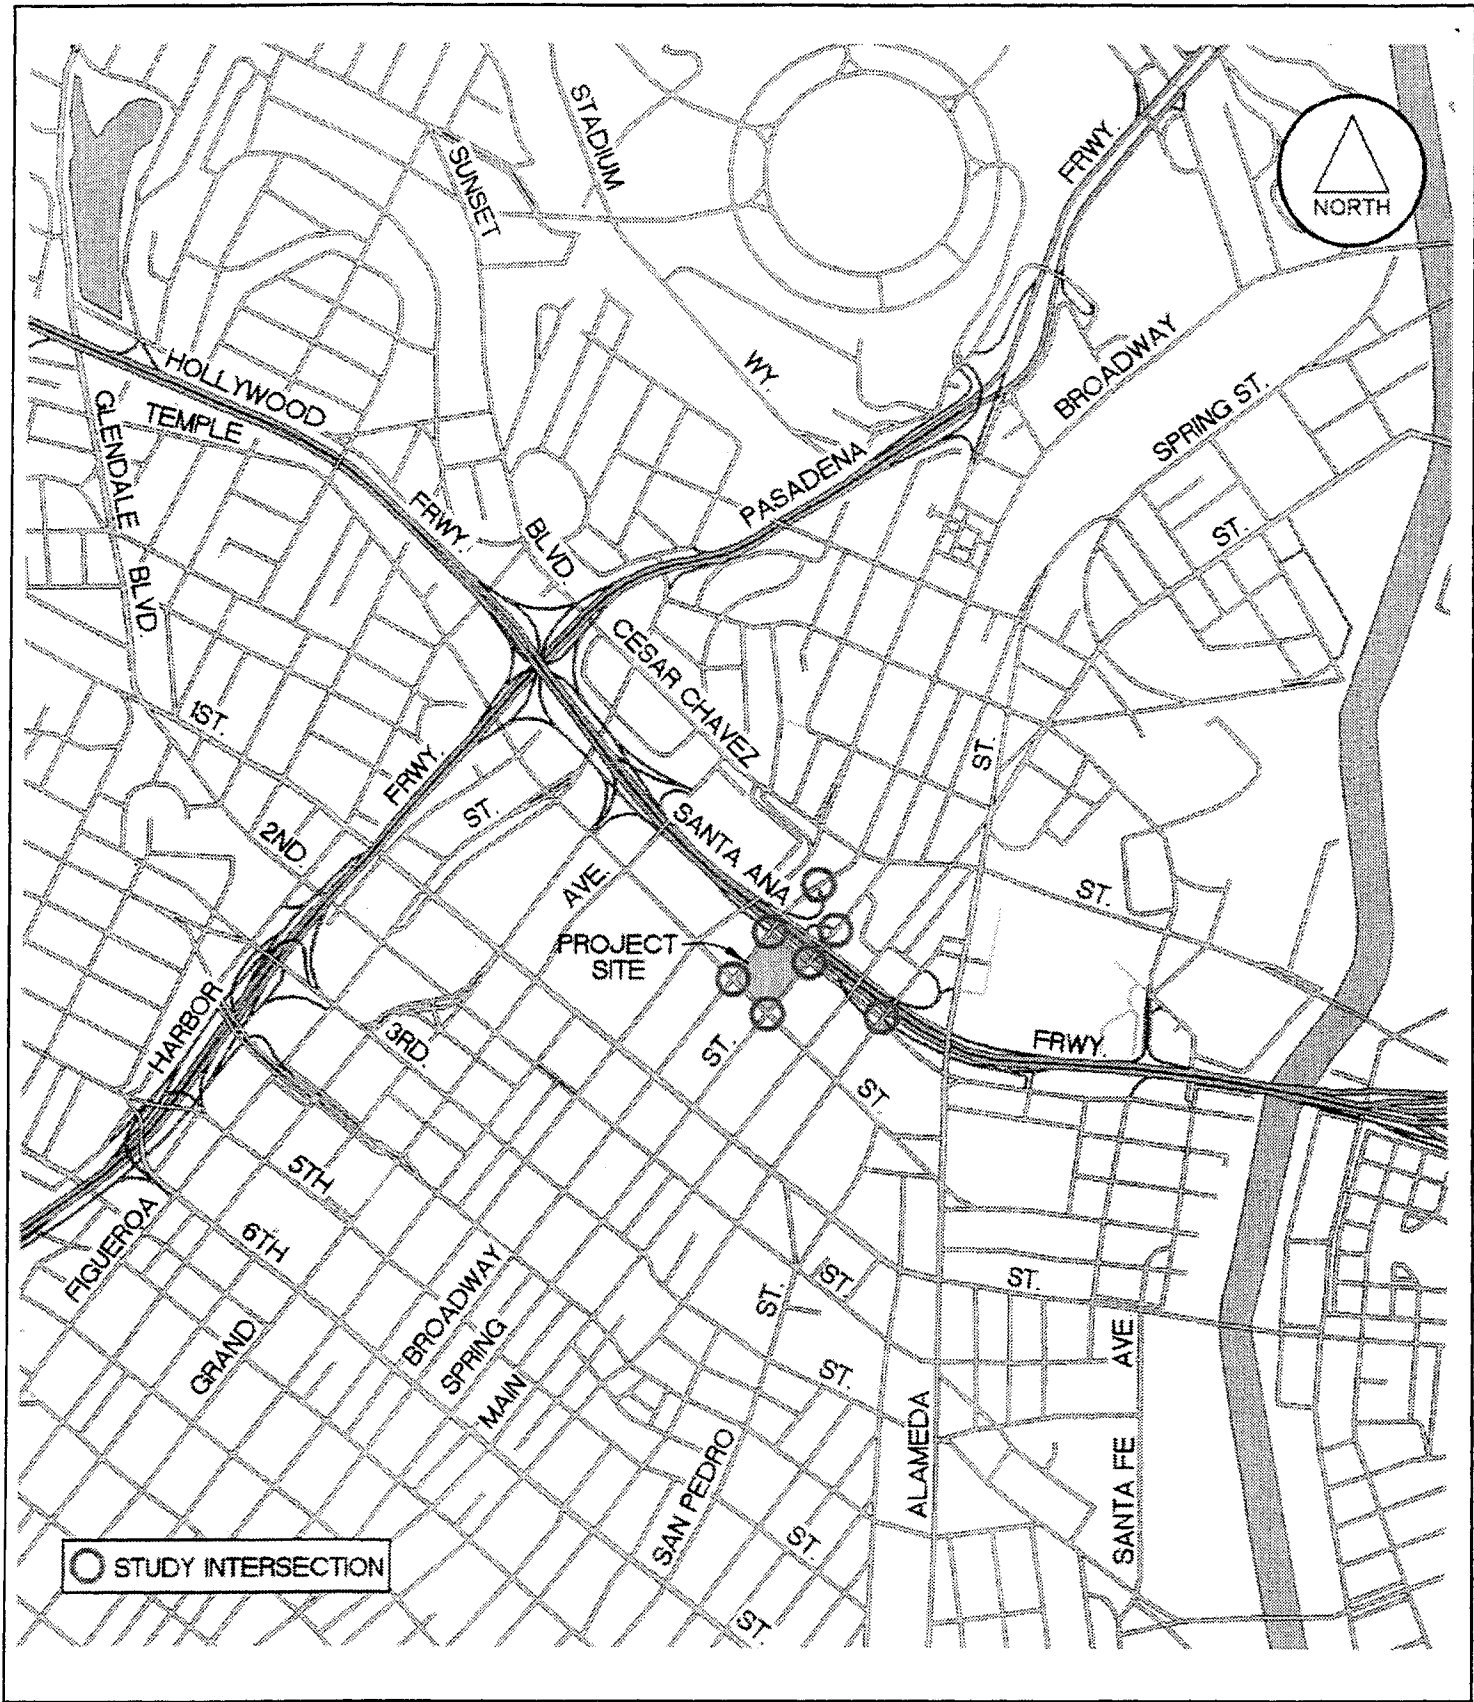 STADIUM
FRWY.
NORTH
SUNSET
HOLLYWOOD
TEMPLE
GLENDALE
WY.
BROADWAY
SPRING ST.
PASADENA
FRWY.
BLVD.
ST.
BLVD
CESAR CHAVEZ
1ST.
ST.
FRWY.
ST.
2ND.
SANTA ANA
AVE.
ST.
PROJECT
SITE
HARBOR
3RD.
ST.
FRWY.
ST.
5TH
FIGUEROA
6TH
BROADWAY
ST.
ST.
ST.
GRAND
SPRING
MAIN
ST.
AVE
ALAMEDA
SAN PEDRO
SANTA FE
ST.
STUDY INTERSECTION
ST.